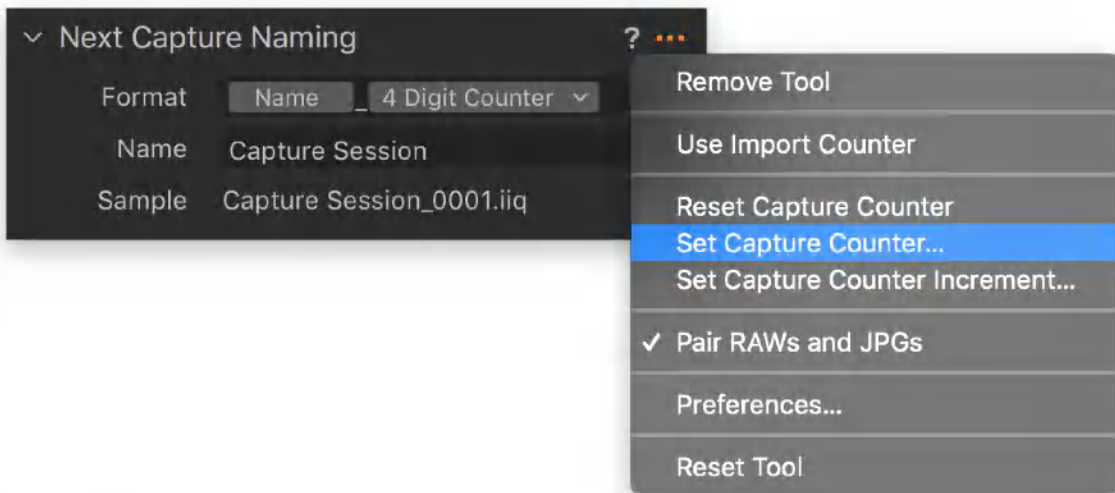 Next Capture Naming ? ...
Format Name _ 4 Digit Counter
Name Capture Session
Sample Capture Session_0001.iiq
Remove Tool
Use Import Counter
Reset Capture Counter
Set Capture Counter...
Set Capture Counter Increment...
✓ Pair RAWs and JPGs
Preferences...
Reset Tool